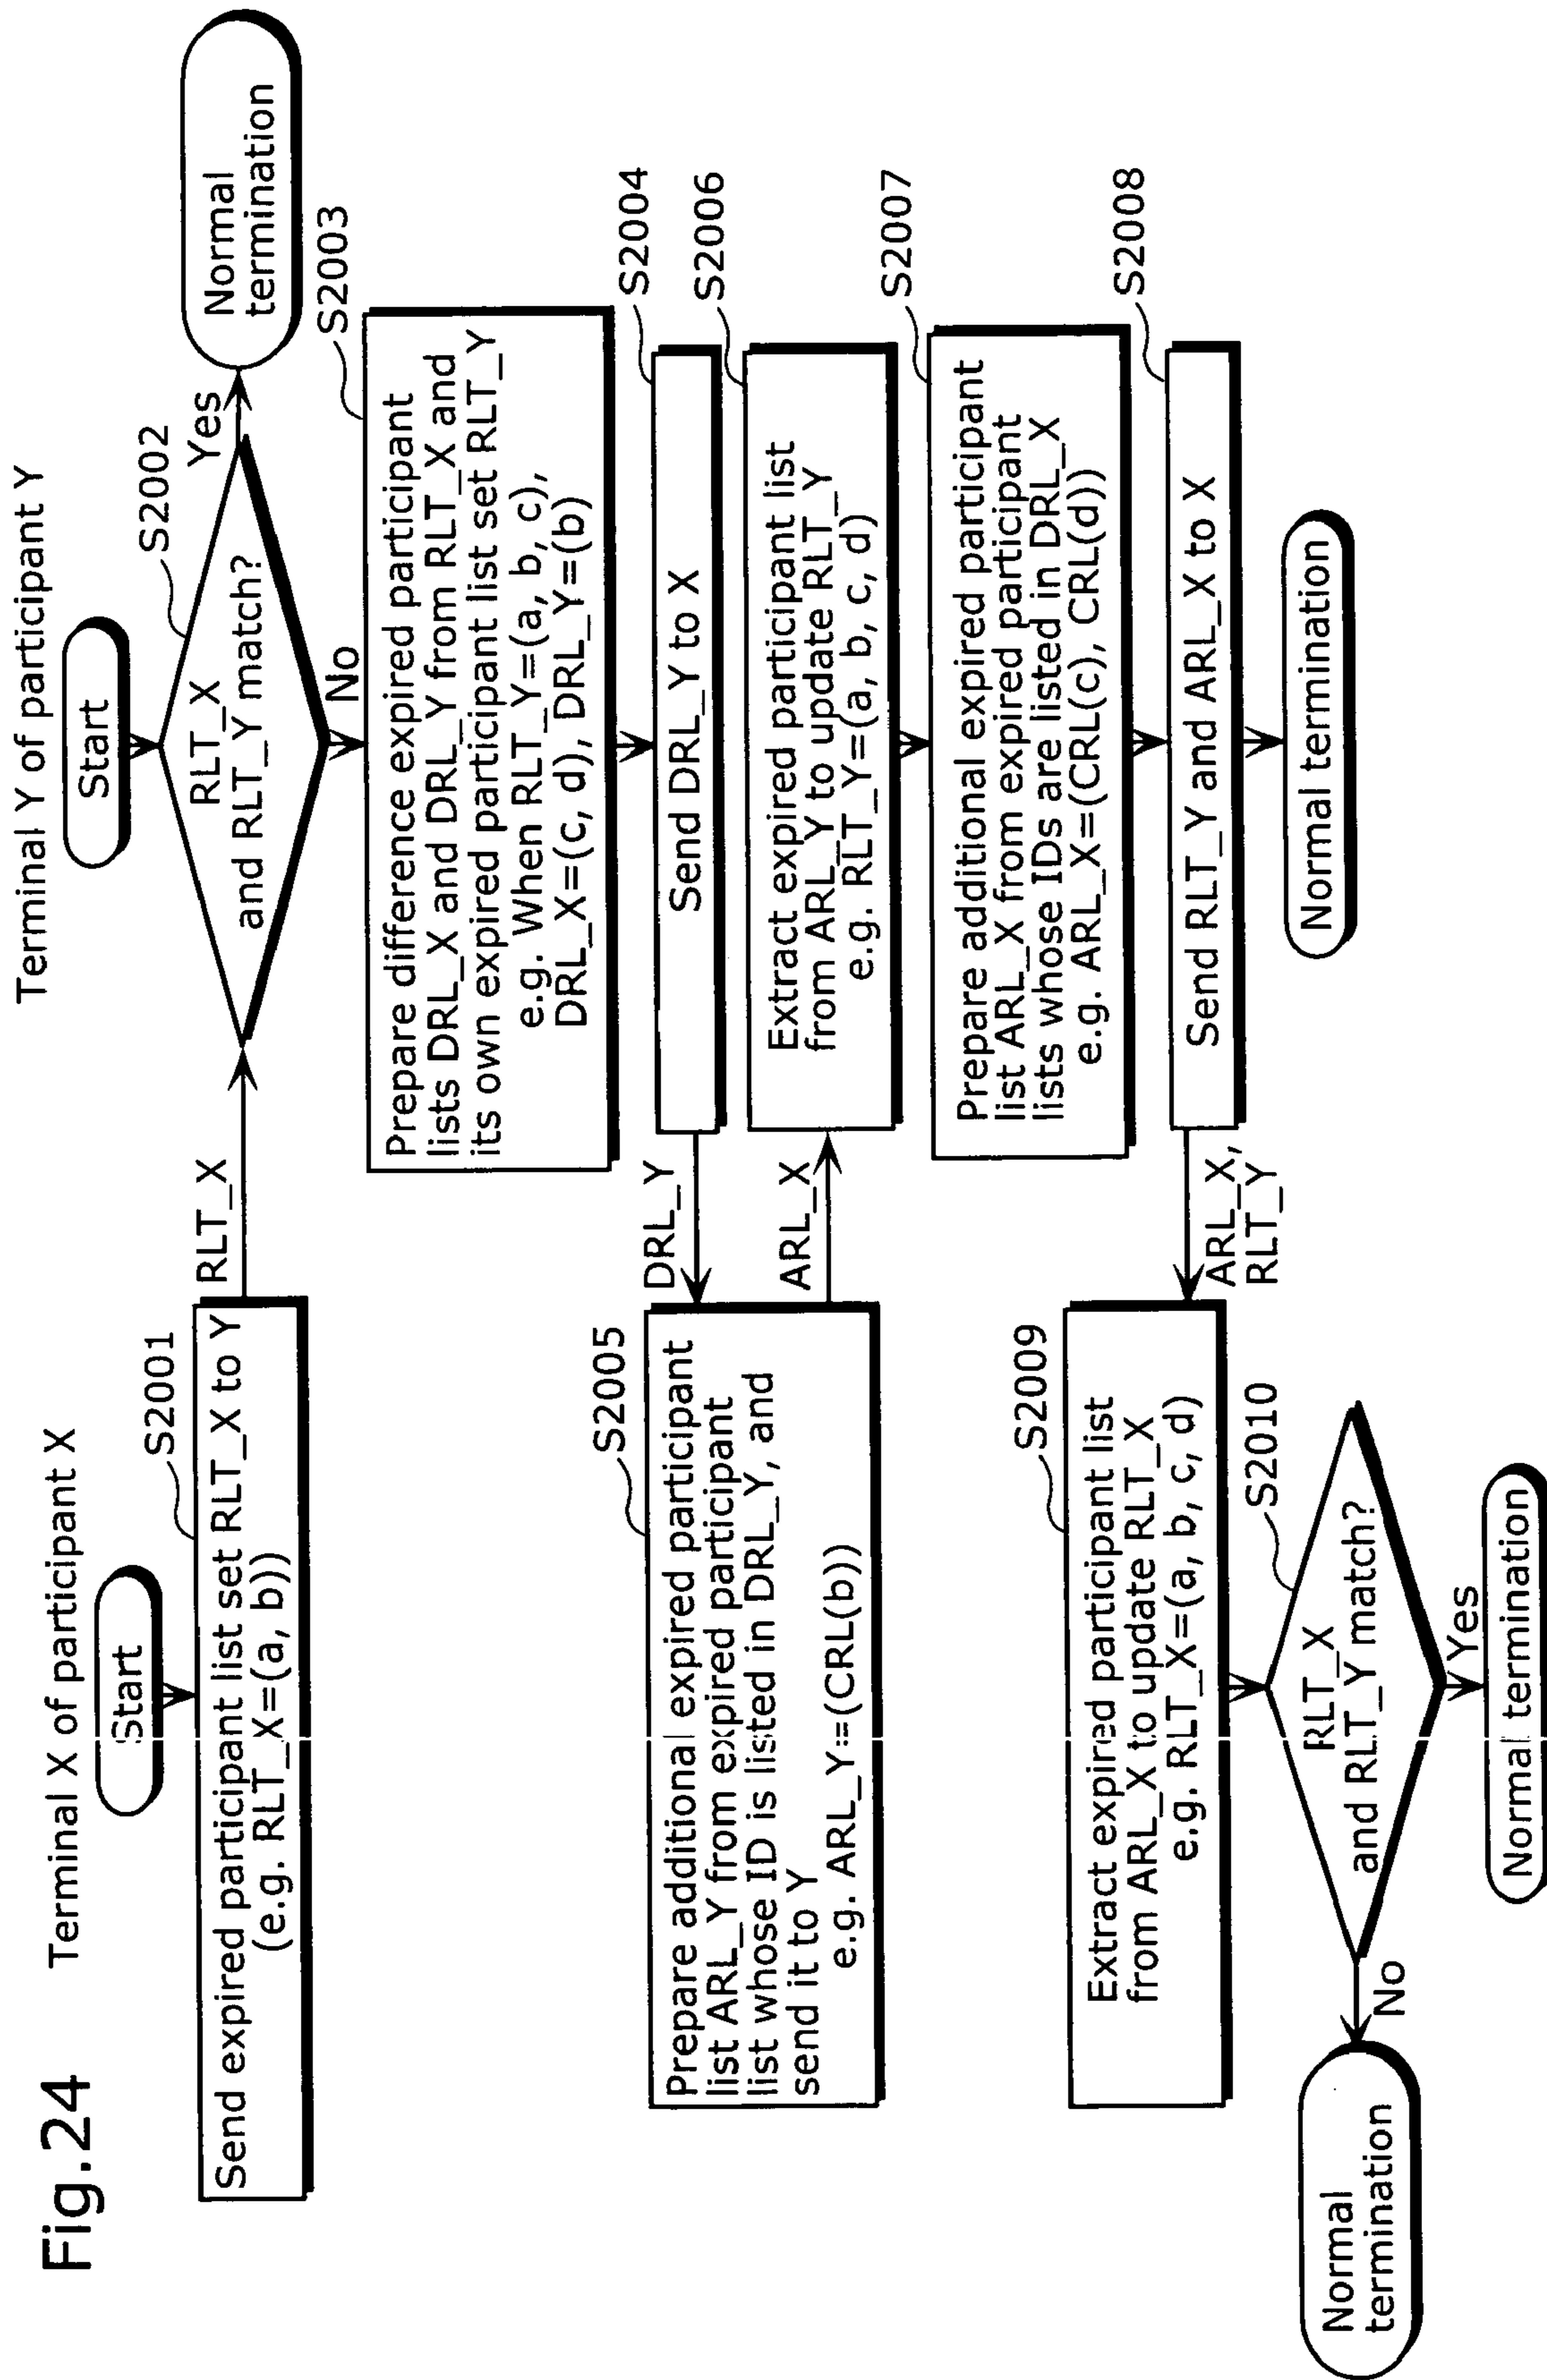 Fig.24
Terminal X of participant X
Start
S2001
Send expired participant list set RLT_X to Y
(e.g. RLT_X=(a, b))
RLT_X
Terminal Y of participant Y
Start
S2002
RLT_X
and RLT_Y match?
Yes
Normal
termination
No
S2003
Prepare difference expired participant
lists DRL_X and DRL_Y from RLT_X and
its own expired participant list set RLT_Y
e.g. When RLT_Y=(a, b, c),
DRL_X=(c, d), DRL_Y=(b)
S2004
Send DRL_Y to X
DRL_Y
S2005
Prepare additional expired participant
list ARL_Y from expired participant
list whose ID is listed in DRL_Y, and
send it to Y
e.g. ARL_Y=(CRL(b))
ARL_X
S2006
Extract expired participant list
from ARL_Y to update RLT_Y
e.g. RLT_Y=(a, b, c, d)
S2007
Prepare additional expired participant
list ARL_X from expired participant
lists whose IDs are listed in DRL_X
e.g. ARL_X=(CRL(c), CRL(d))
S2008
Send RLT_Y and ARL_X to X
Normal termination
ARL_X,
RLT_Y
S2009
Extract expired participant list
from ARL_X to update RLT_X
e.g. RLT_X=(a, b, c, d)
S2010
RLT_X
and RLT_Y match?
No
Normal
termination
Yes
Normal termination